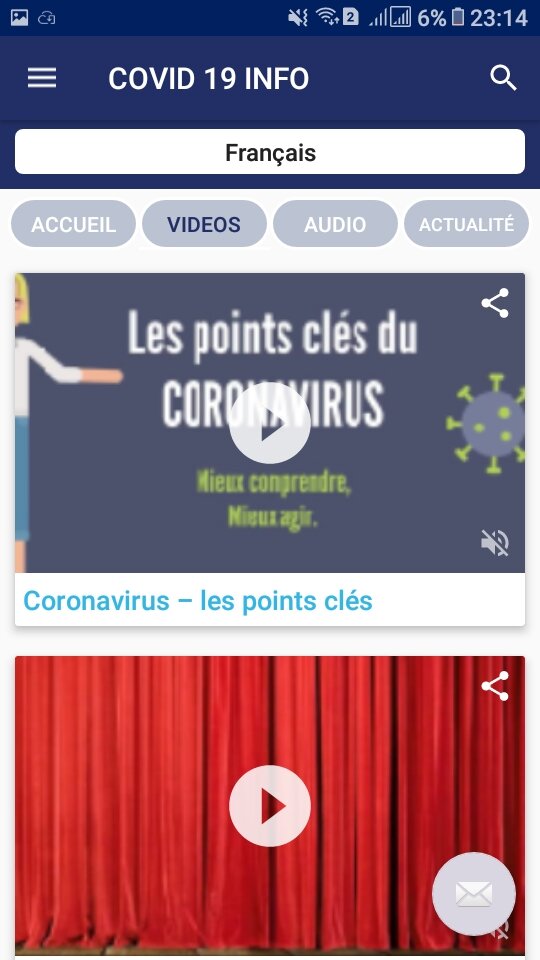 2 6% 23:14
COVID 19 INFO
Français
ACCUEIL VIDEOS AUDIO ACTUALITÉ
Les points clés du
CORONAVIRUS
Mieux comprendre,
Mieux agir.
Coronavirus – les points clés